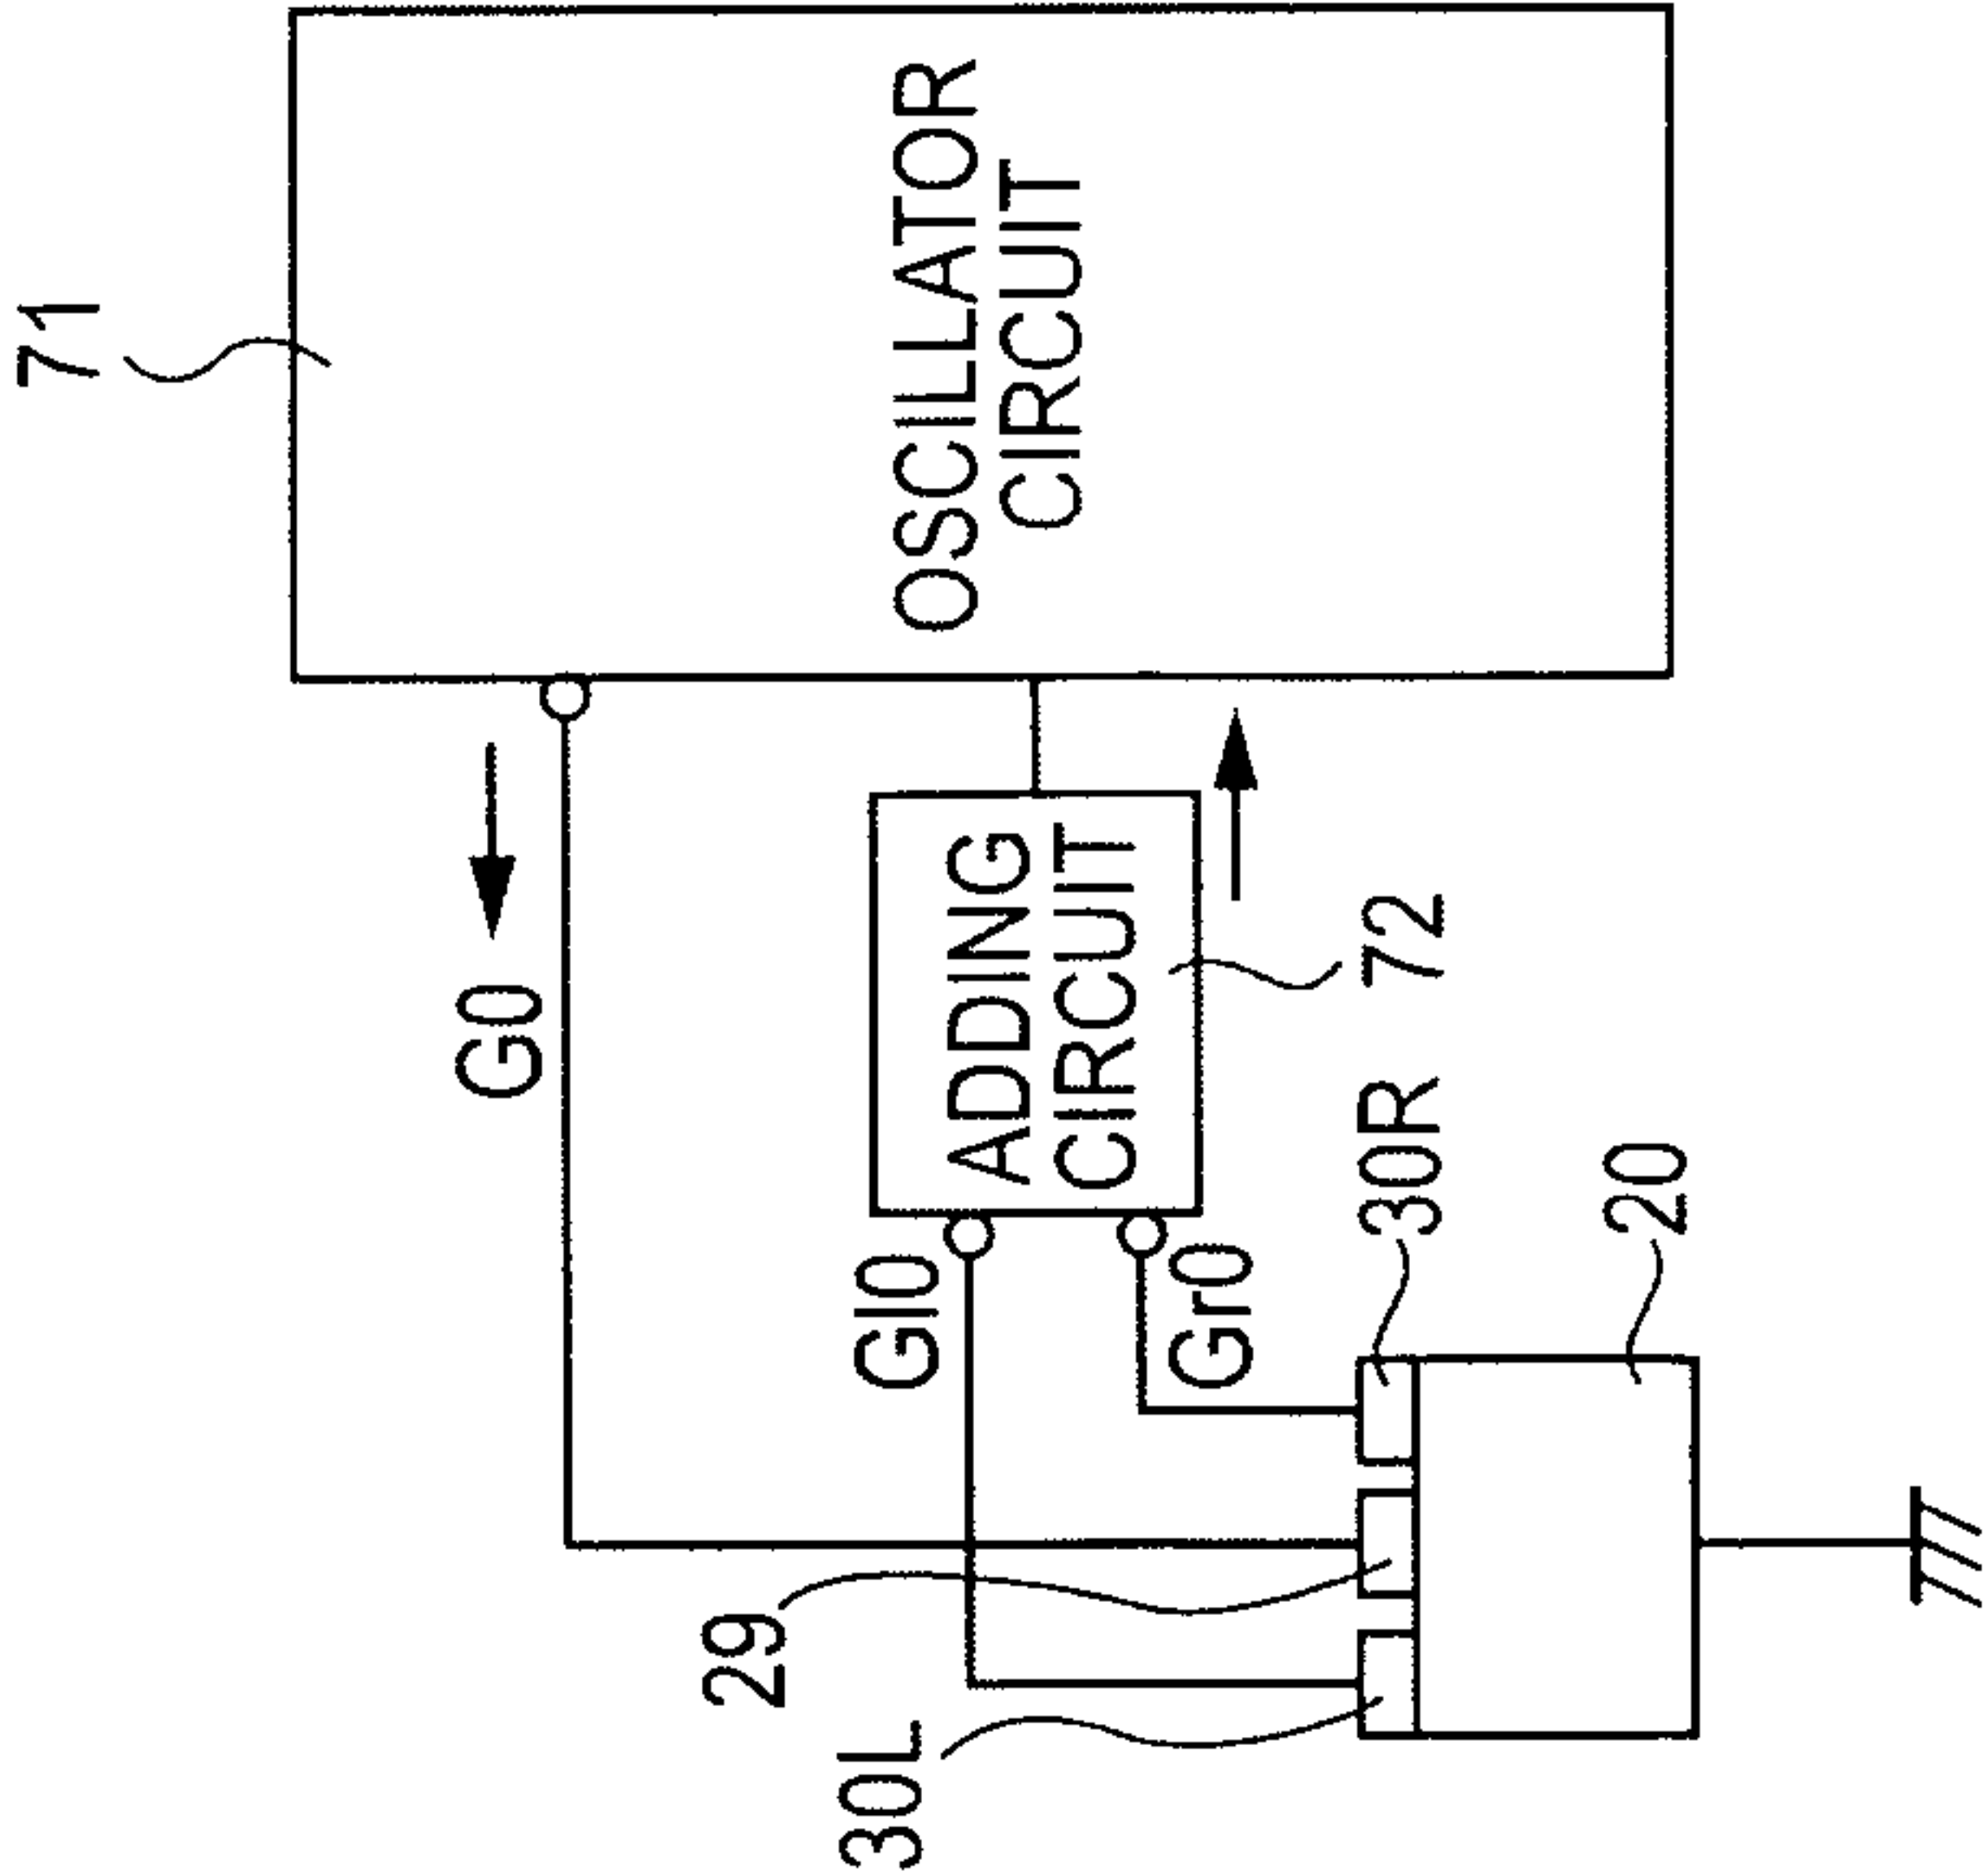 71
OSCILLATOR
CIRCUIT
G0
ADDING
CIRCUIT
72
Gl0
Gr0
30R
20
29
30L